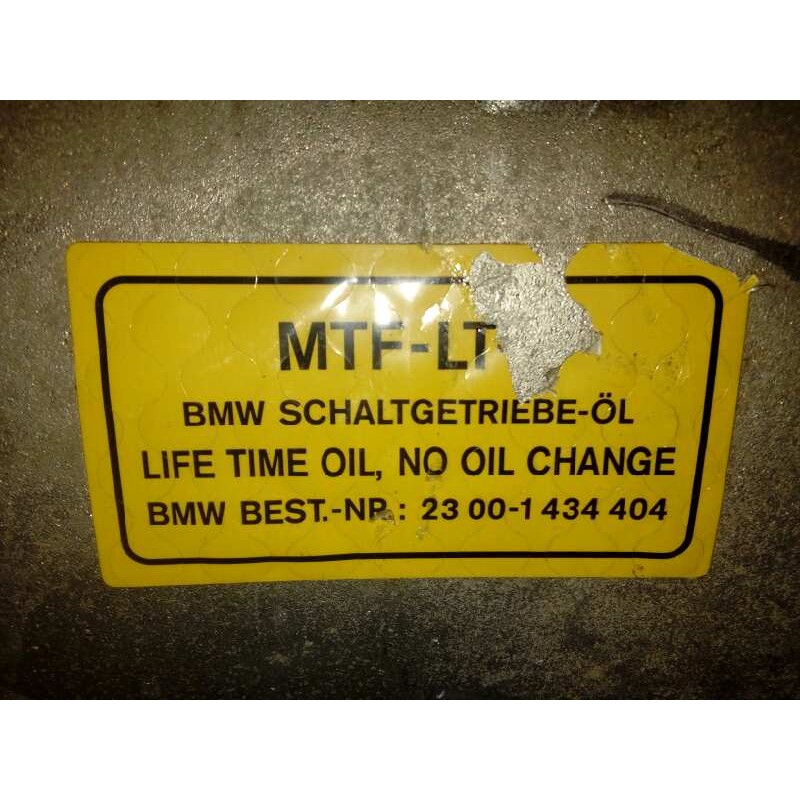 MTF-LT-
BMW SCHALTGETRIEBE-ÖL
LIFE TIME OIL, NO OIL CHANGE
BMW BEST.-NR.: 23 00-1 434 404